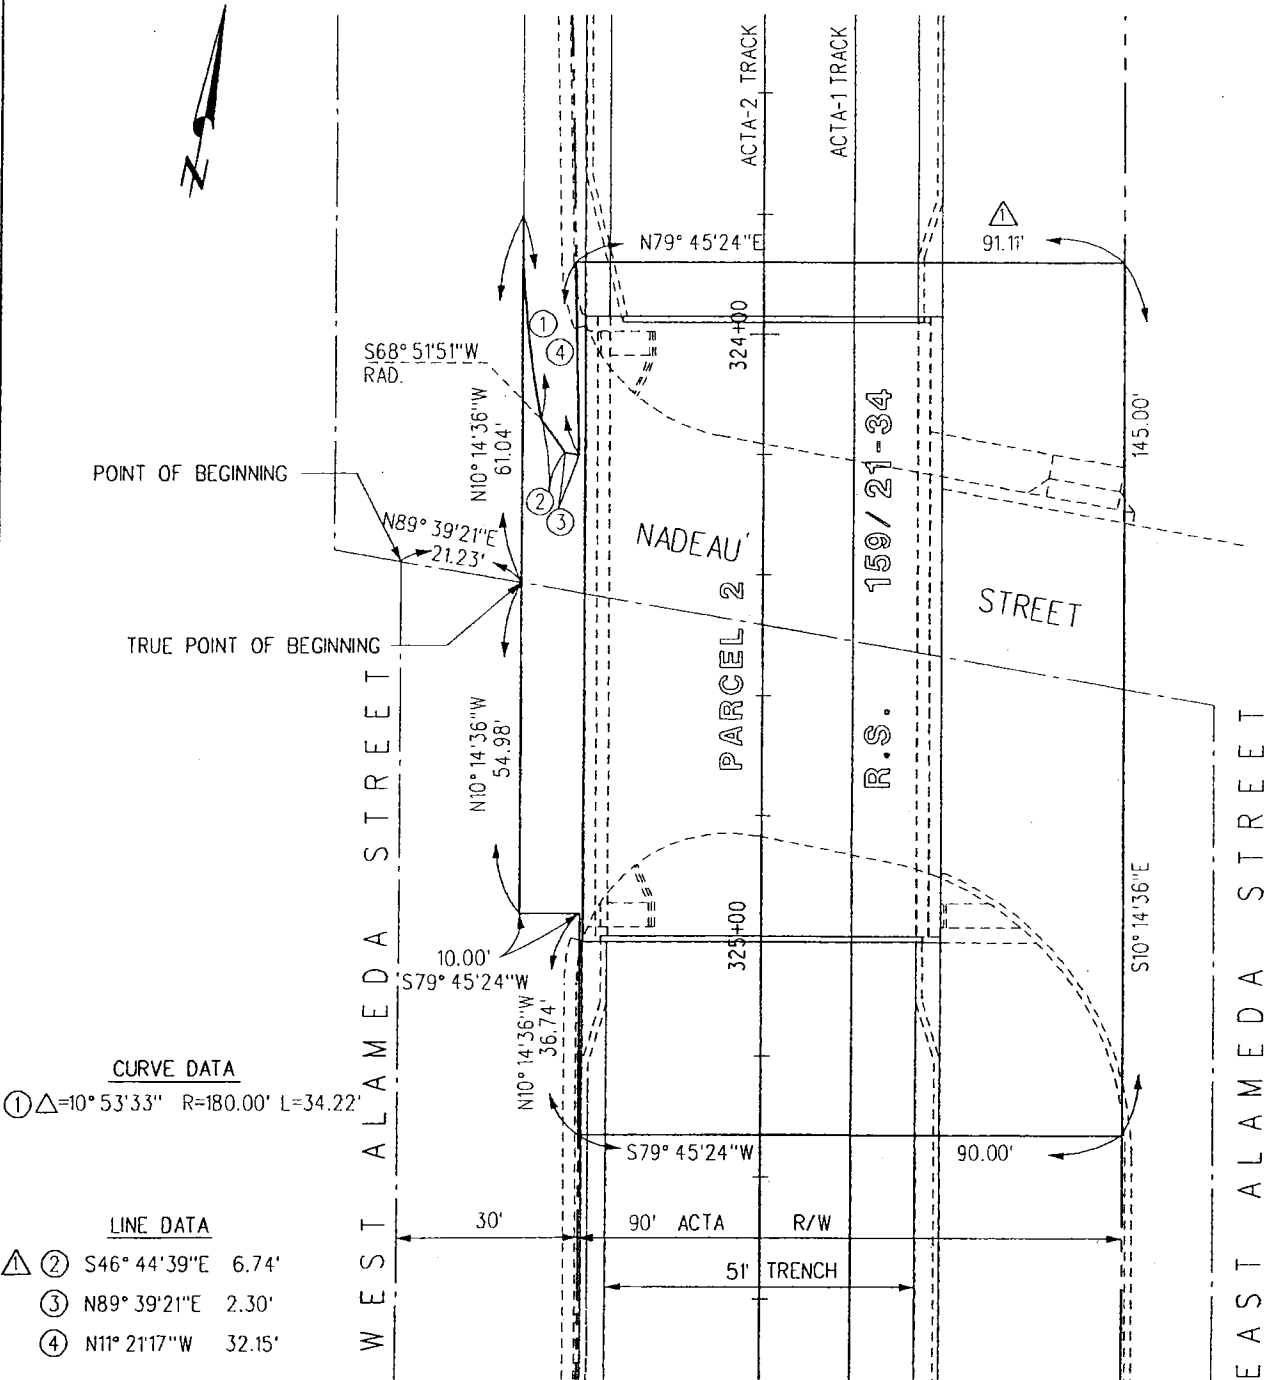 N
ACTA-2 TRACK
ACTA-1 TRACK
N79° 45'24"E
1
91.11'
1
4
324+00
S68° 51'51"W
RAD.
N10° 14'36"W
61.04'
145.00'
POINT OF BEGINNING
2
3
N89° 39'21"E
21.23'
NADEAU
STREET
PARCEL 2
R.S. 159/21-34
TRUE POINT OF BEGINNING
N10° 14'36"W
54.98'
WEST ALAMEDA STREET
EAST ALAMEDA STREET
S10° 14'36"E
325+00
10.00'
S79° 45'24"W
N10° 14'36"W
36.74'
CURVE DATA
1 △=10° 53'33" R=180.00' L=34.22'
S79° 45'24"W
90.00'
LINE DATA
1 2 S46° 44'39"E 6.74'
3 N89° 39'21"E 2.30'
4 N11° 21'17"W 32.15'
30'
90' ACTA R/W
51' TRENCH